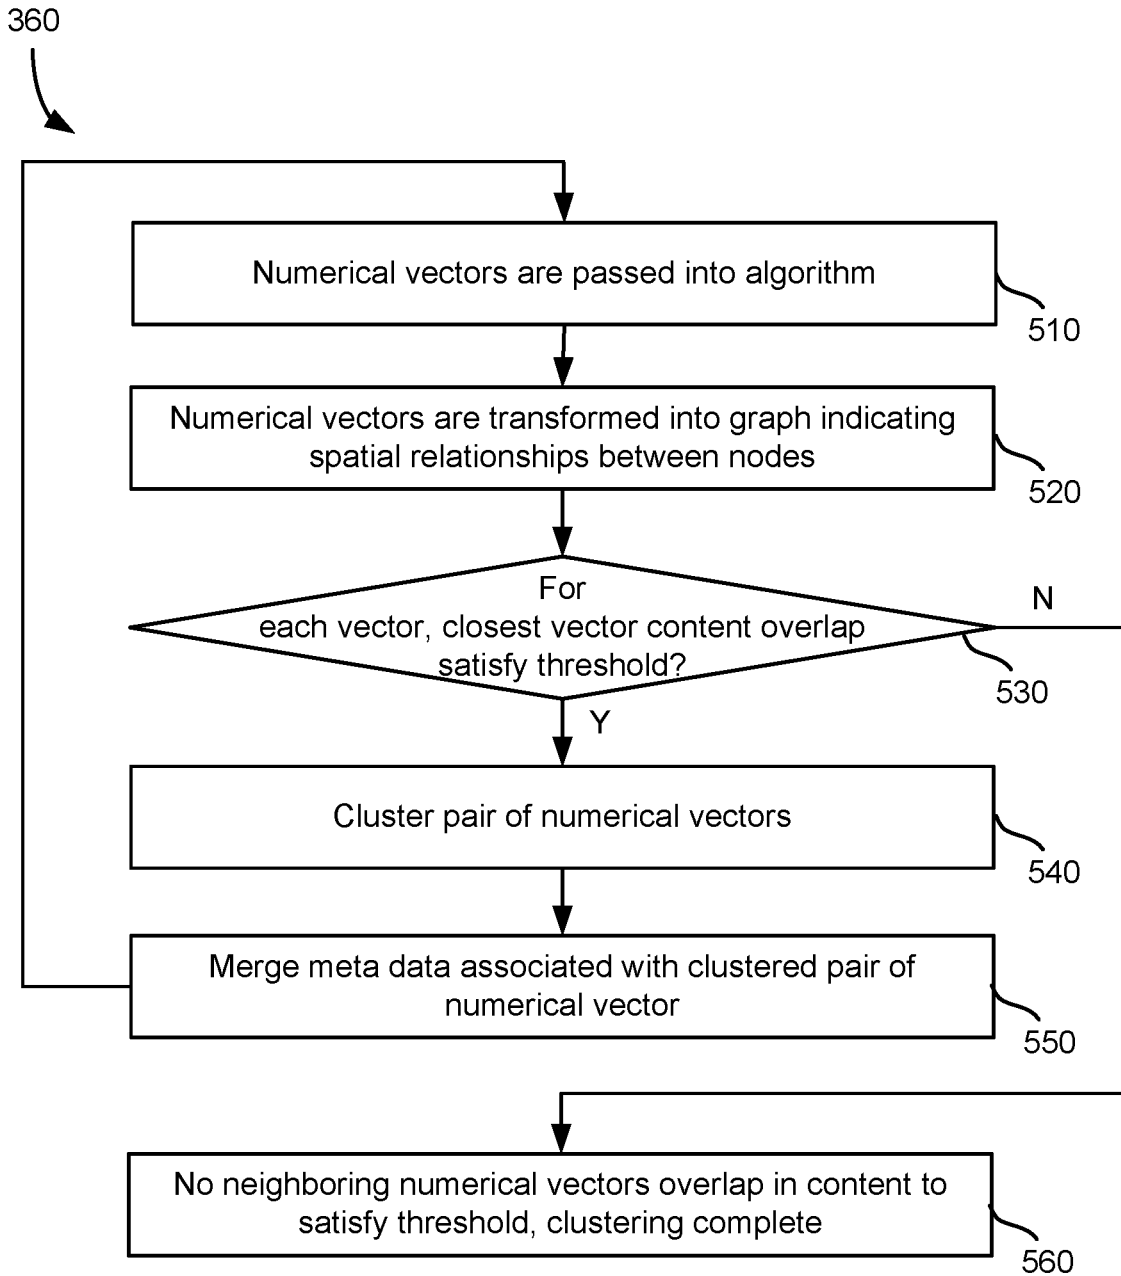 360
Numerical vectors are passed into algorithm
510
Numerical vectors are transformed into graph indicating
spatial relationships between nodes
520
For
each vector, closest vector content overlap
satisfy threshold?
N
530
Y
Cluster pair of numerical vectors
540
Merge meta data associated with clustered pair of
numerical vector
550
No neighboring numerical vectors overlap in content to
satisfy threshold, clustering complete
560